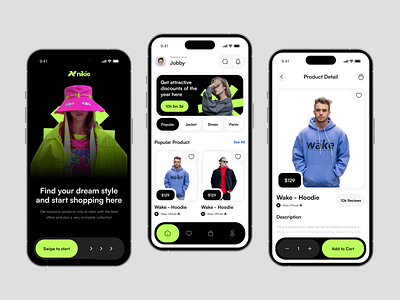 9:41
nikie
Find your dream style
and start shopping here
Get exclusive products only at nikie with the best
offers and also a very complete collection
Swipe to start
9:41
Jobby
Get attractive
discounts of the
year here
10h 5m 2d
Popular
Jacket
Shoes
Pants
Popular Product
See All
$129
$129
Wake - Hoodie
Wake - Hoodie
9:41
Product Detail
wake
$129
Wake - Hoodie
10k Reviews
Description
1
Add to Cart